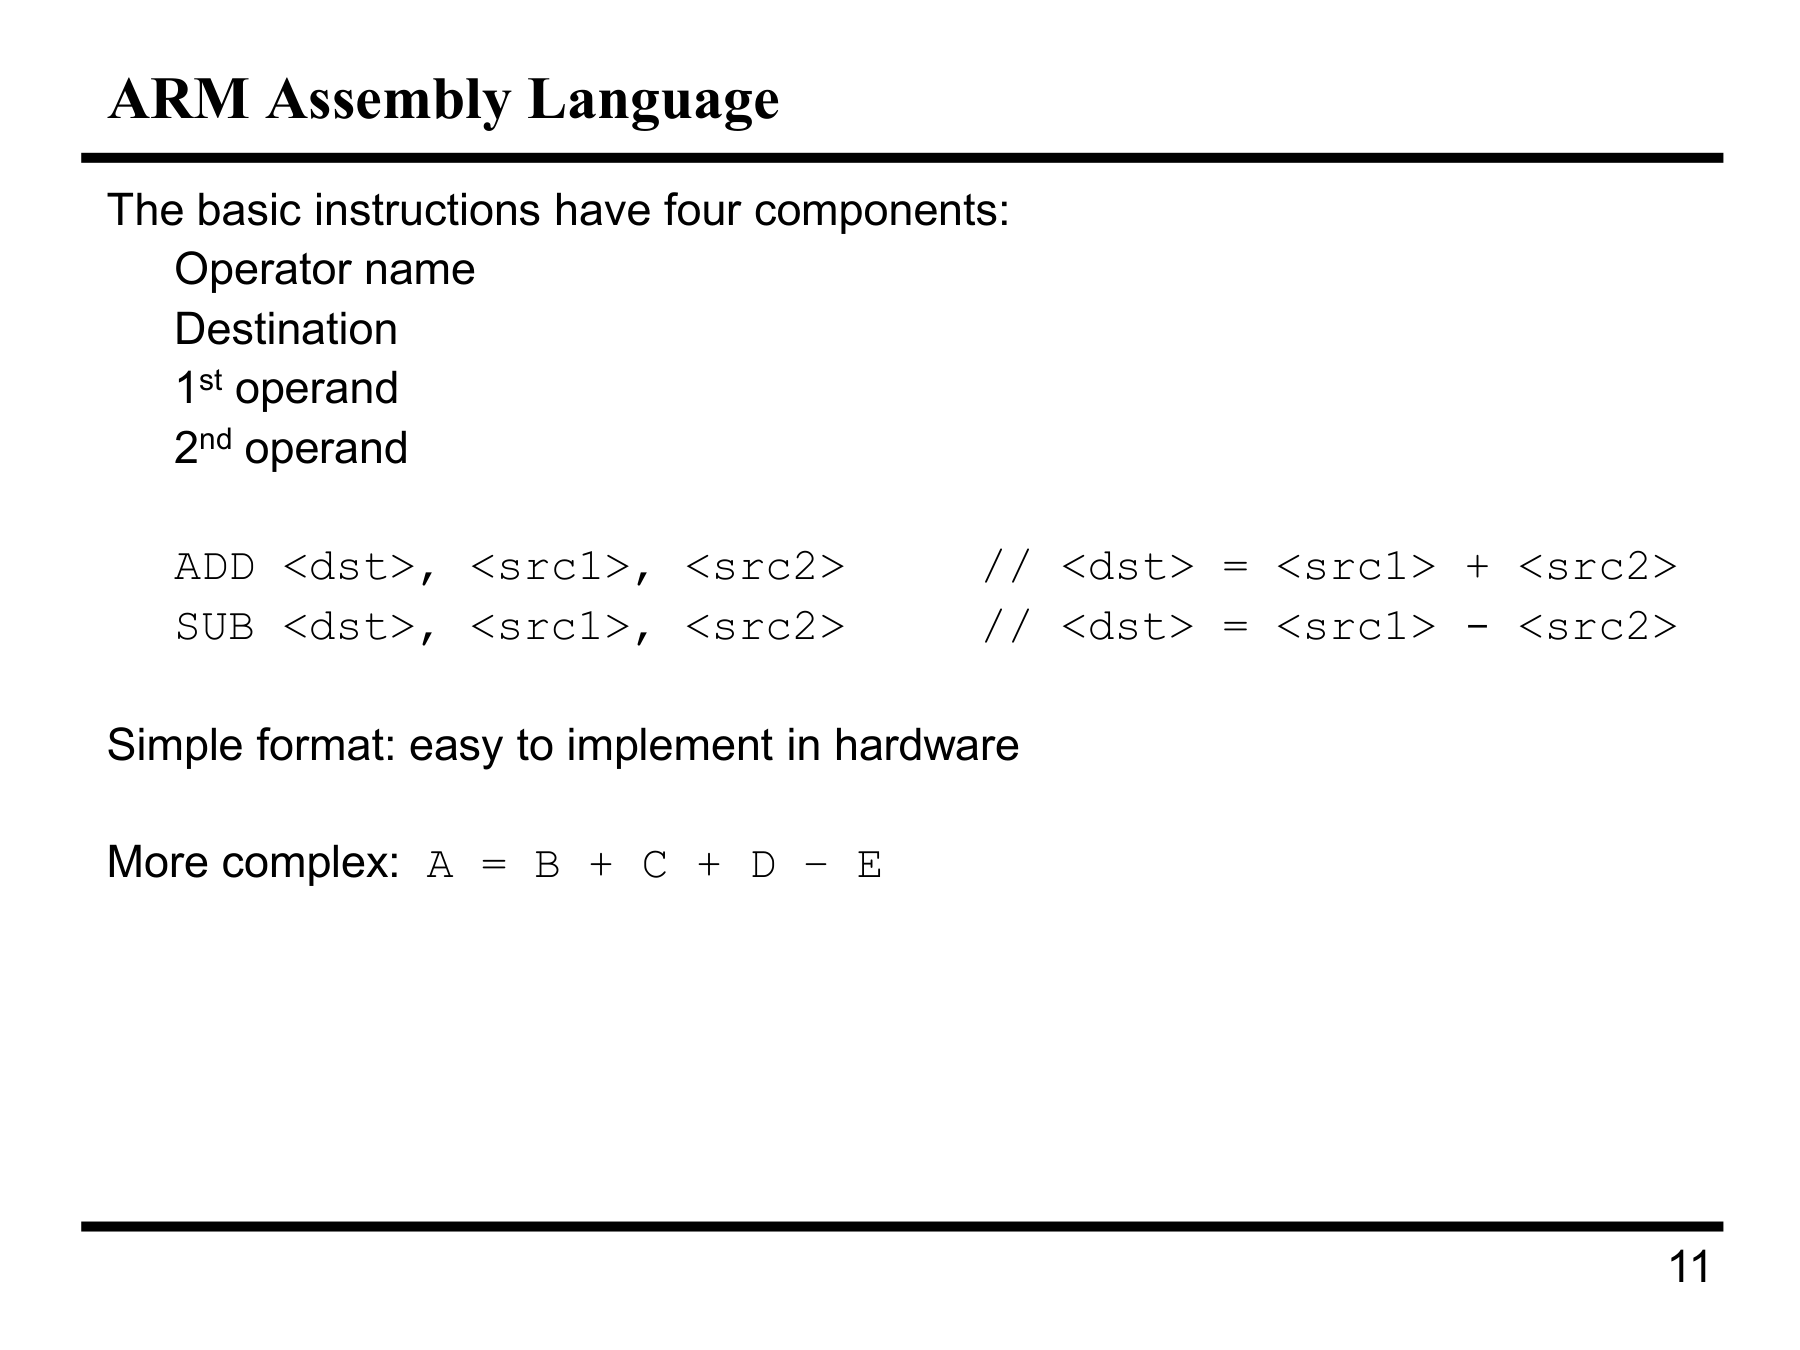 ARM Assembly Language
The basic instructions have four components:
Operator name
Destination
1st operand
2nd operand
ADD <dst>, <src1>, <src2>     // <dst> = <src1> + <src2>
SUB <dst>, <src1>, <src2>     // <dst> = <src1> - <src2>
Simple format: easy to implement in hardware
More complex: A = B + C + D – E
11